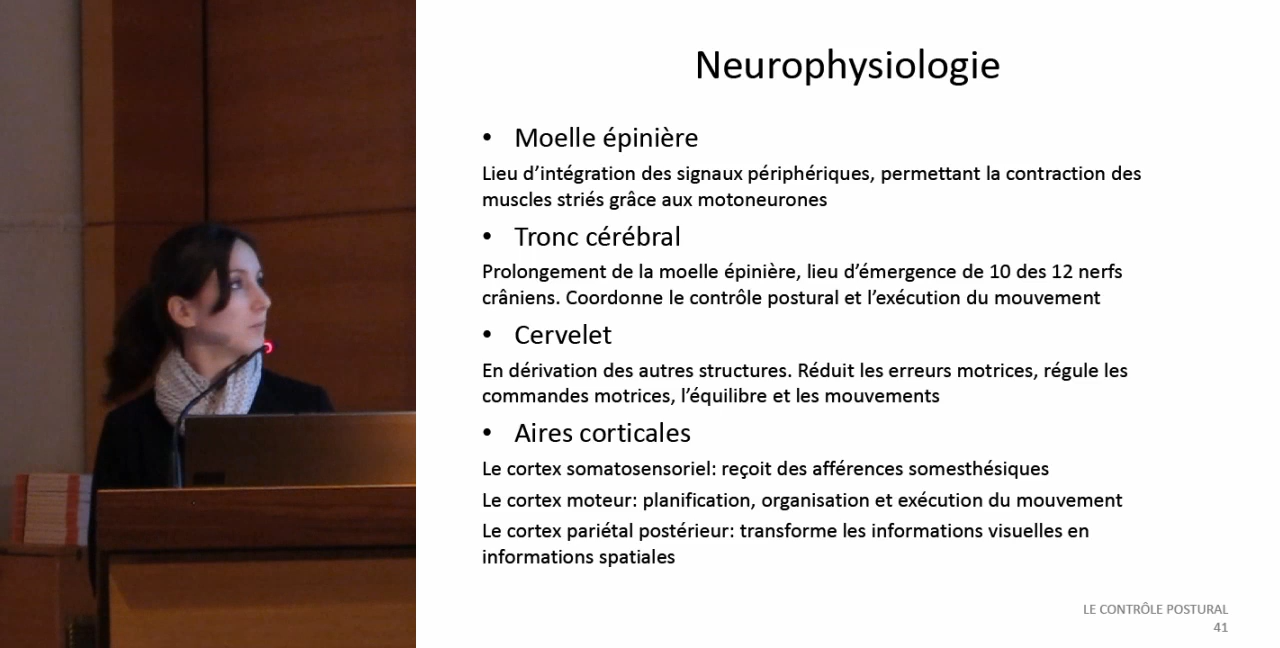 Neurophysiologie
• Moelle épinière
Lieu d’intégration des signaux périphériques, permettant la contraction des
muscles striés grâce aux motoneurones
• Tronc cérébral
Prolongement de la moelle épinière, lieu d’émergence de 10 des 12 nerfs
crâniens. Coordonne le contrôle postural et l’exécution du mouvement
• Cervelet
En dérivation des autres structures. Réduit les erreurs motrices, régule les
commandes motrices, l’équilibre et les mouvements
• Aires corticales
Le cortex somatosensoriel: reçoit des afférences somesthésiques
Le cortex moteur: planification, organisation et exécution du mouvement
Le cortex pariétal postérieur: transforme les informations visuelles en
informations spatiales
LE CONTRÔLE POSTURAL
41